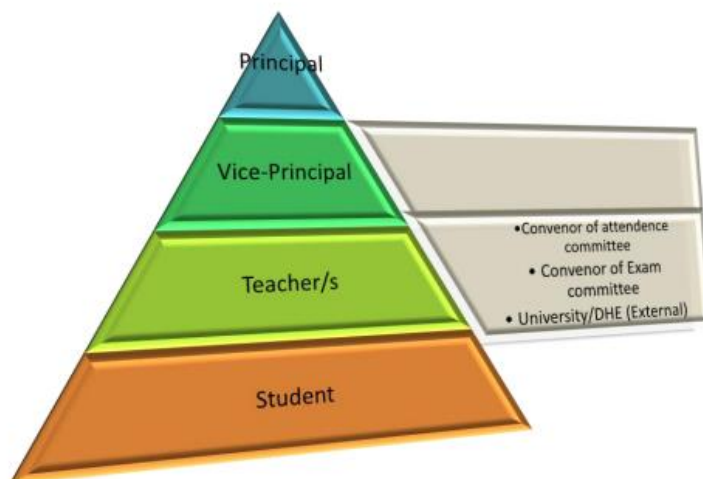 Principal
Vice-Principal
•Convenor of attendence
committee
• Convenor of Exam
committee
• University/DHE (External)
Teacher/s
Student